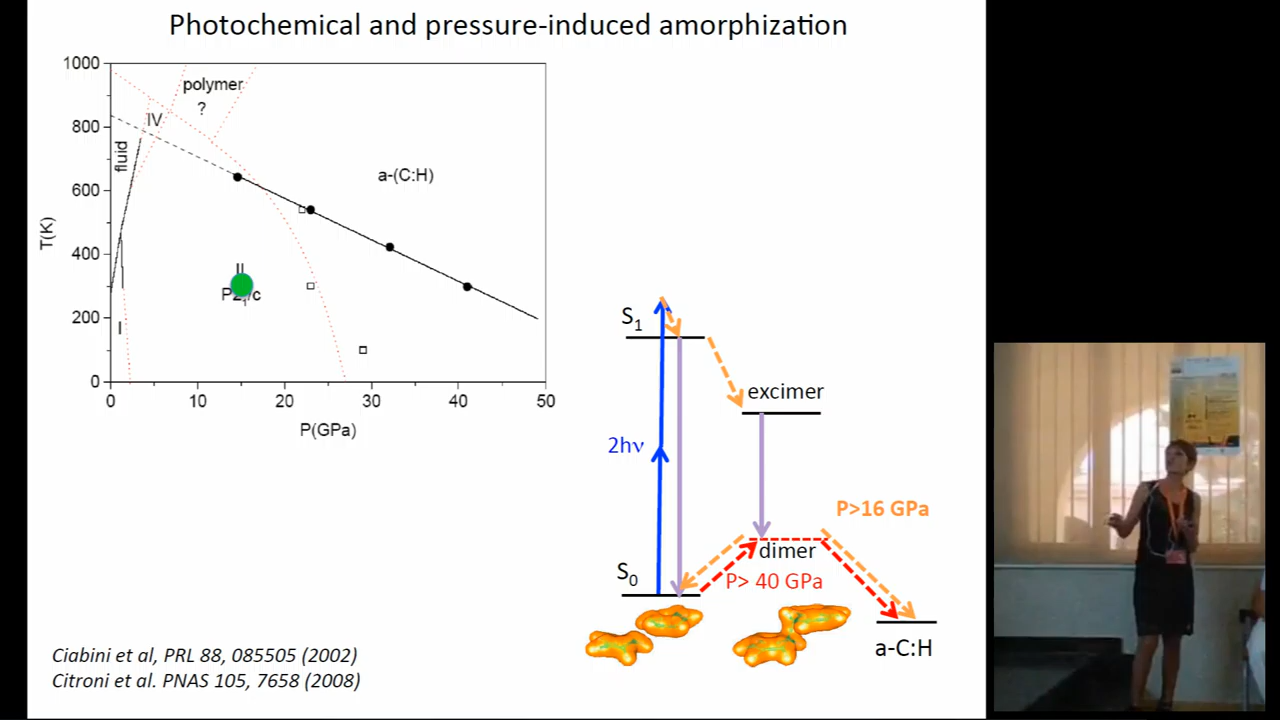 Photochemical and pressure-induced amorphization
1000
800
600
400
200
0
T(K)
0
10
20
30
40
50
P(GPa)
polymer
?
IV
fluid
a-(C:H)
II
I
S1
excimer
2hν
P>16 GPa
dimer
S0
P> 40 GPa
a-C:H
Ciabini et al, PRL 88, 085505 (2002)
Citroni et al. PNAS 105, 7658 (2008)